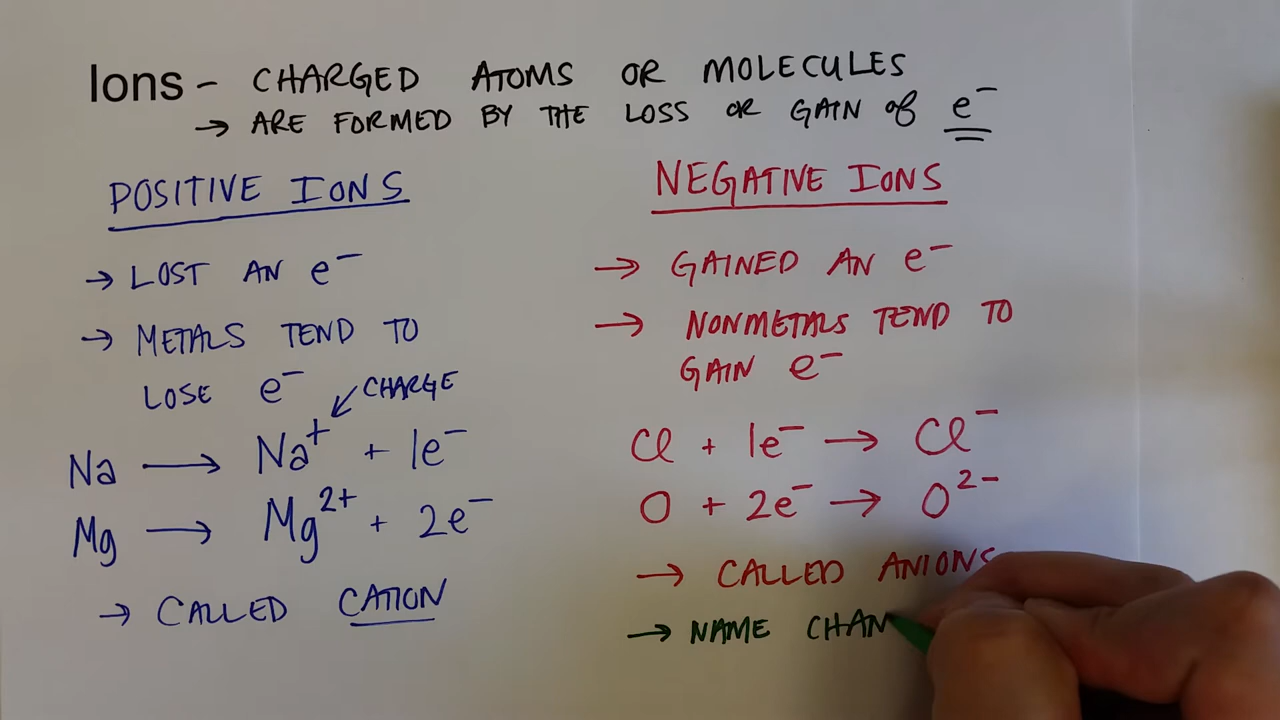 Ions - CHARGED ATOMS OR MOLECULES
→ ARE FORMED BY THE LOSS OR GAIN of e⁻
POSITIVE IONS
→ LOST AN e⁻
→ METALS TEND TO
LOSE e⁻
CHARGE
Na → Na⁺ + 1e⁻
Mg → Mg²⁺ + 2e⁻
→ CALLED CATION
NEGATIVE IONS
→ GAINED AN e⁻
→ NONMETALS TEND TO
GAIN e⁻
Cl + 1e⁻ → Cl⁻
O + 2e⁻ → O²⁻
→ CALLED ANIONS
→ NAME CHAN